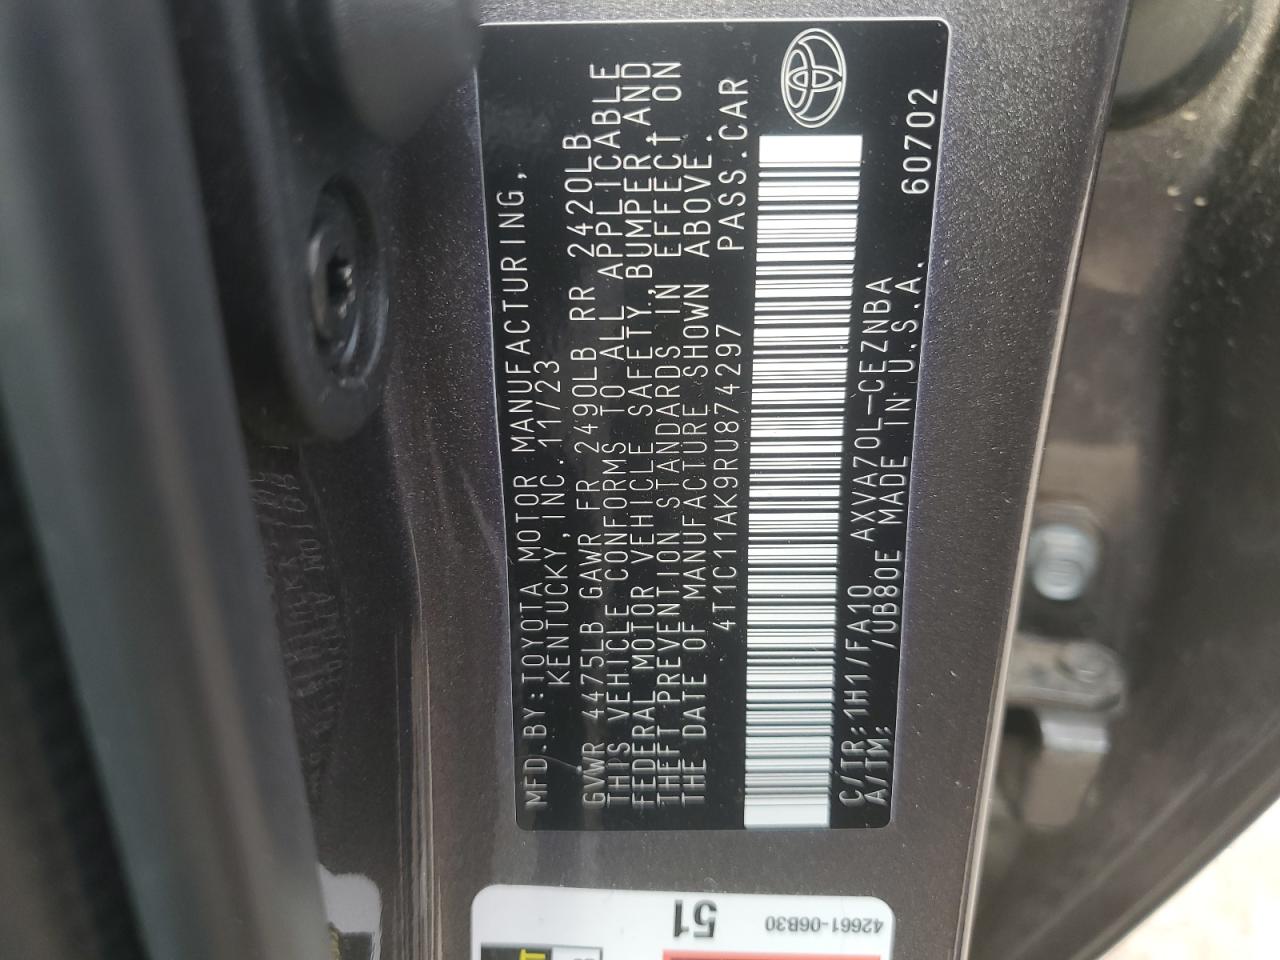 MFD.BY:TOYOTA MOTOR MANUFACTURING,
KENTUCKY, INC. 11/23
GVWR 4475LB GAWR FR 2490LB RR 2420LB
THIS VEHICLE CONFORMS TO ALL APPLICABLE
FEDERAL MOTOR VEHICLE SAFETY, BUMPER, AND
THEFT PREVENTION STANDARDS IN EFFECT ON
THE DATE OF MANUFACTURE SHOWN ABOVE.
4T1C11AK9RU874297 PASS.CAR
C/TR:1H1/FA10 AXVA70L-CEZNBA
A/TM: /UB80E MADE IN U.S.A. 60702
51
42661-06B30